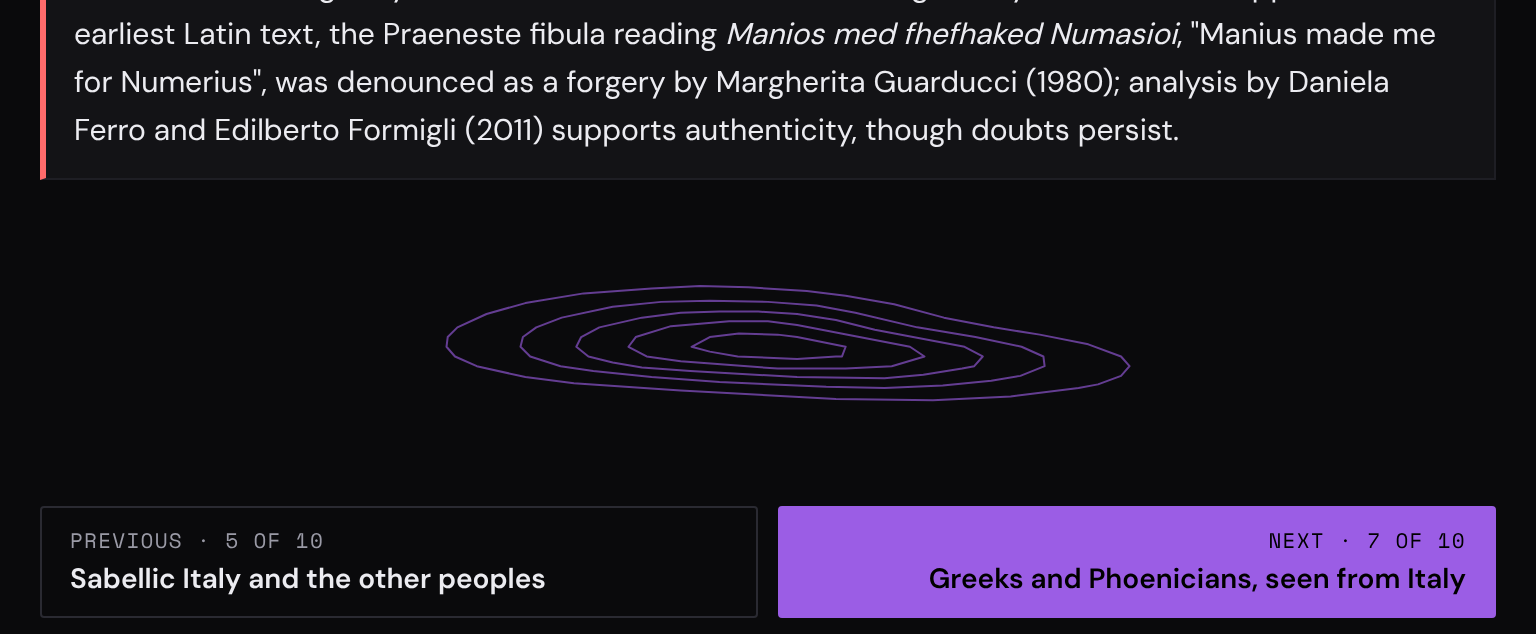 earliest Latin text, the Praeneste fibula reading Manios med fhefhaked Numasioi, "Manius made me
for Numerius", was denounced as a forgery by Margherita Guarducci (1980); analysis by Daniela
Ferro and Edilberto Formigli (2011) supports authenticity, though doubts persist.
PREVIOUS · 5 OF 10
Sabellic Italy and the other peoples
NEXT · 7 OF 10
Greeks and Phoenicians, seen from Italy